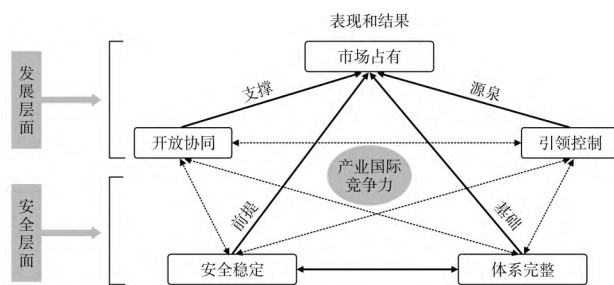 表现和结果
市场占有
发展层面
支撑
源泉
开放协同
引领控制
产业国际
竞争力
安全层面
前提
基础
安全稳定
体系完整